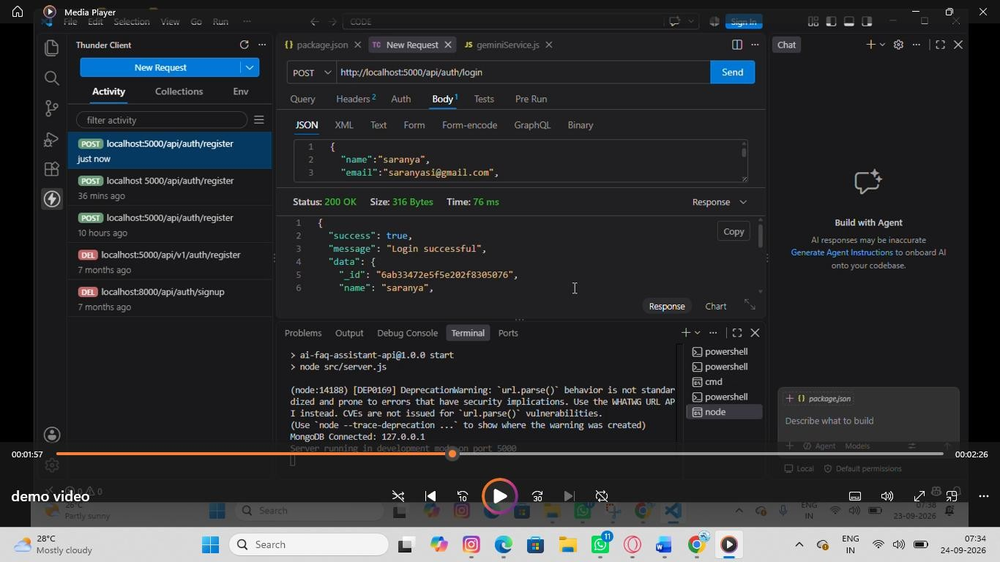 Media Player
File Edit Selection View Go Run ... CODE Sign In
Thunder Client
New Request
Activity Collections Env
filter activity
POST localhost:5000/api/auth/register
just now
POST localhost 5000/api/auth/register
36 mins ago
POST localhost:5000/api/auth/register
10 hours ago
DEL localhost:5000/api/v1/auth/register
7 months ago
DEL localhost:8000/api/auth/signup
7 months ago
{} package.json TC New Request JS geminiService.js
POST http://localhost:5000/api/auth/login Send
Query Headers 2 Auth Body 1 Tests Pre Run
JSON XML Text Form Form-encode GraphQL Binary
1 {
2 "name":"saranya",
3 "email":"saranyasi@gmail.com",
Status: 200 OK Size: 316 Bytes Time: 76 ms Response
1 {
2 "success": true,
3 "message": "Login successful",
4 "data": {
5 "_id": "6ab33472e5f5e202f8305076",
6 "name": "saranya",
Copy
Response Chart
Problems Output Debug Console Terminal Ports
> ai-faq-assistant-api@1.0.0 start
> node src/server.js
(node:14188) [DEP0169] DeprecationWarning: `url.parse()` behavior is not standar
dized and prone to errors that have security implications. Use the WHATWG URL AP
I instead. CVEs are not issued for `url.parse()` vulnerabilities.
(Use `node --trace-deprecation ...` to show where the warning was created)
MongoDB Connected: 127.0.0.1
Server running in development mode on port 5000
powershell
powershell
cmd
powershell
node
Chat
Build with Agent
AI responses may be inaccurate
Generate Agent Instructions to onboard AI
onto your codebase.
{} package.json
Describe what to build
Agent Models
Local Default permissions
00:01:57 00:02:26
demo video
10 30
26°C
Partly sunny
Search
ENG
IN
07:38
23-09-2026
28°C
Mostly cloudy
Search
11
ENG
IN
07:34
24-09-2026